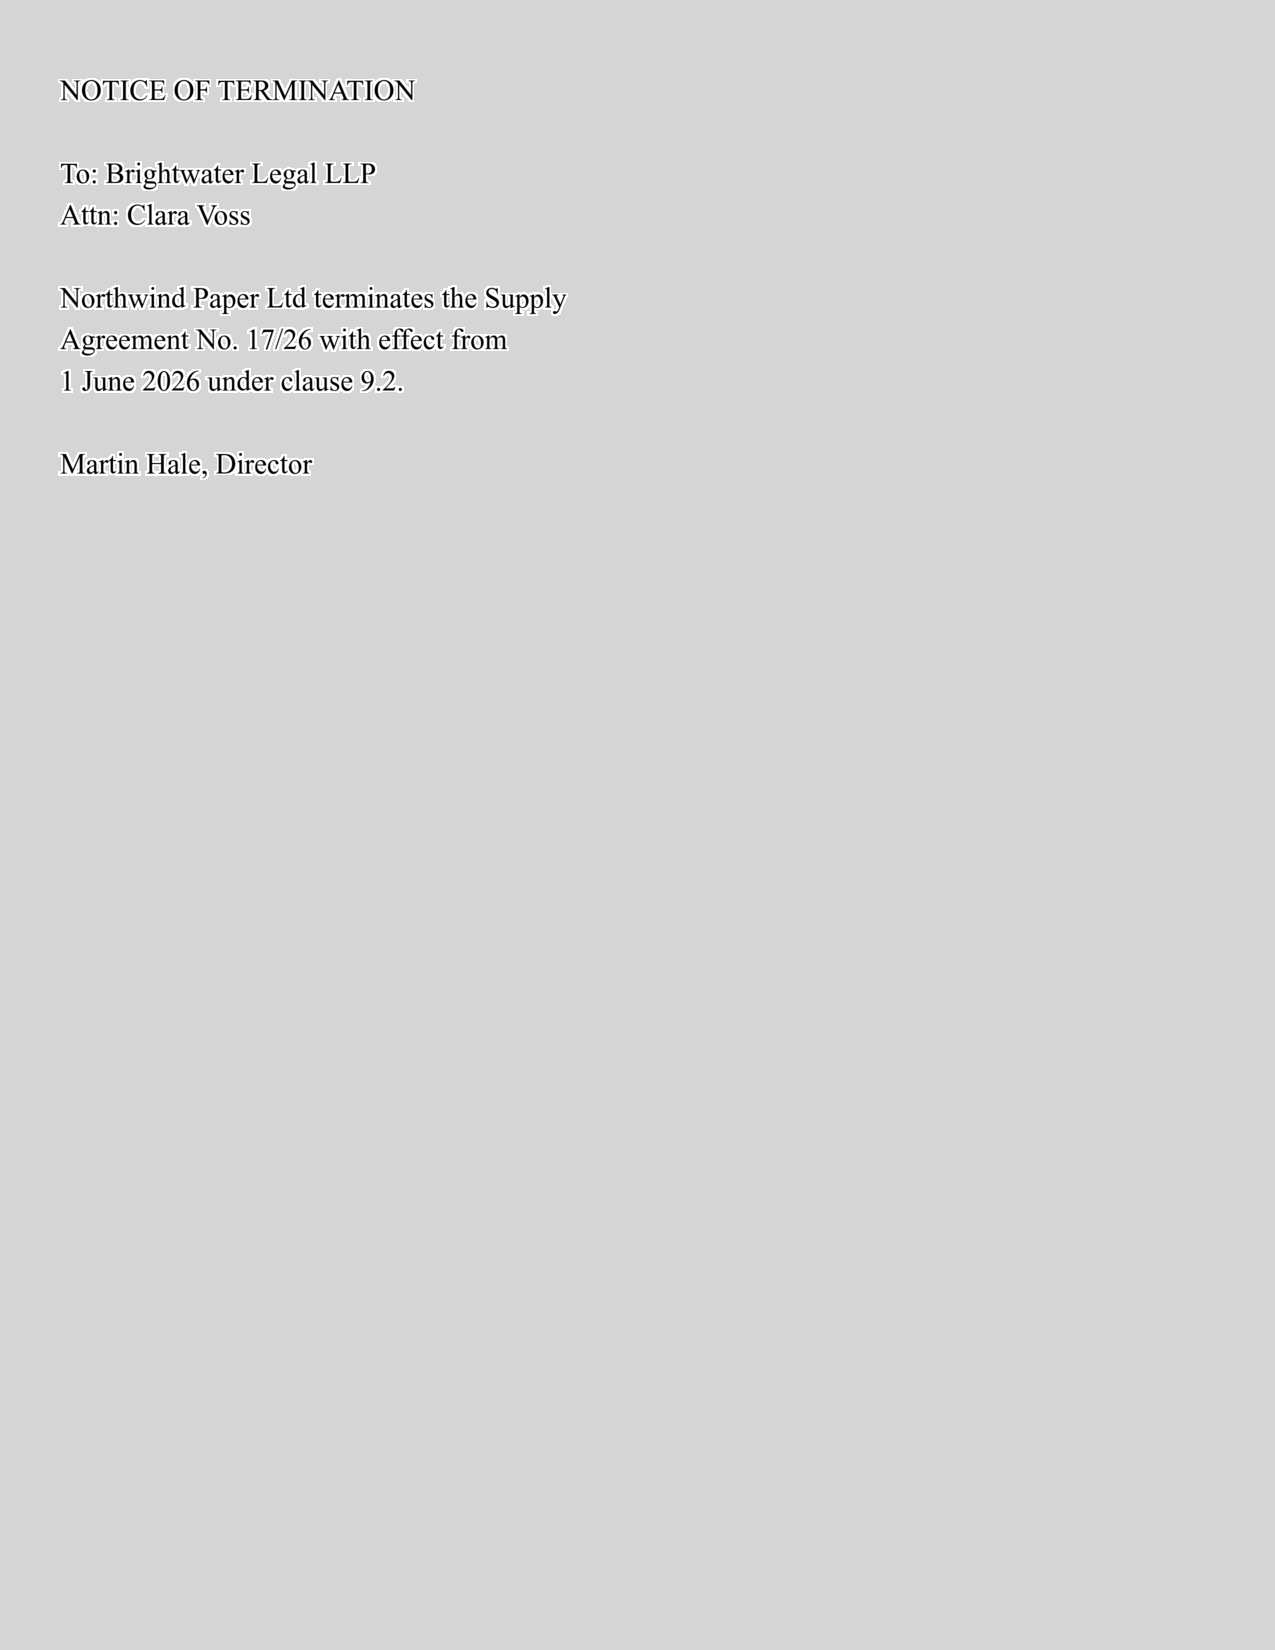 NOTICE OF TERMINATION
To: Brightwater Legal LLP
Attn: Clara Voss
Northwind Paper Ltd terminates the Supply
Agreement No. 17/26 with effect from
1 June 2026 under clause 9.2.
Martin Hale, Director